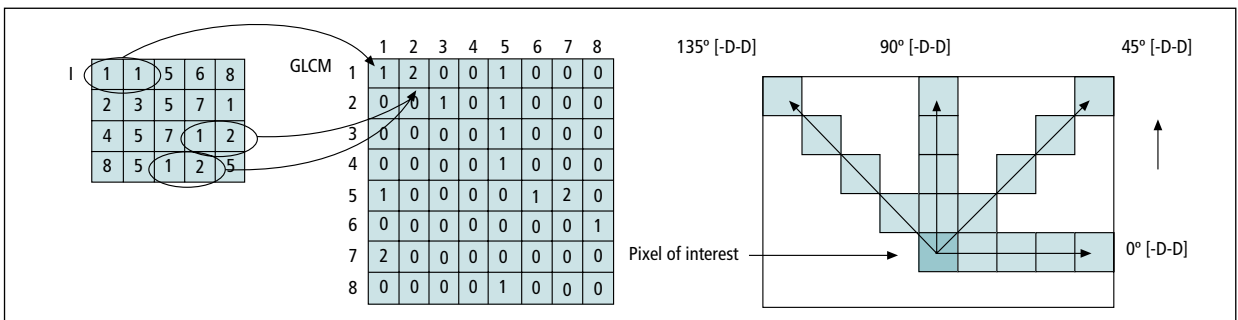 135º [-D-D] 90º [-D-D] 45º [-D-D]
I
1 1 5 6 8
2 3 5 7 1
4 5 7 1 2
8 5 1 2 5
GLCM
1 2 3 4 5 6 7 8
1 1 2 0 0 1 0 0 0
2 0 0 1 0 1 0 0 0
3 0 0 0 0 1 0 0 0
4 0 0 0 0 1 0 0 0
5 1 0 0 0 0 1 2 0
6 0 0 0 0 0 0 0 1
7 2 0 0 0 0 0 0 0
8 0 0 0 0 1 0 0 0
Pixel of interest
0º [-D-D]